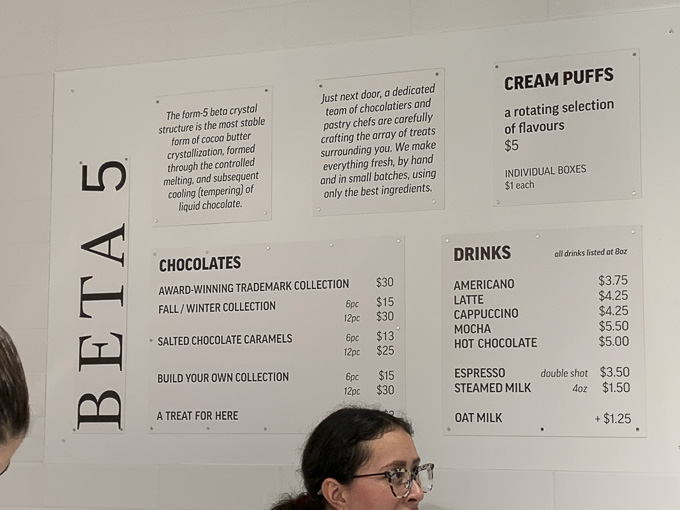 BETA 5
The form-5 beta crystal
structure is the most stable
form of cocoa butter
crystallization, formed
through the controlled
melting, and subsequent
cooling (tempering) of
liquid chocolate.
Just next door, a dedicated
team of chocolatiers and
pastry chefs are carefully
crafting the array of treats
surrounding you. We make
everything fresh, by hand
and in small batches, using
only the best ingredients.
CREAM PUFFS
a rotating selection
of flavours
$5
INDIVIDUAL BOXES
$1 each
CHOCOLATES
AWARD-WINNING TRADEMARK COLLECTION $30
FALL / WINTER COLLECTION 6pc $15
12pc $30
SALTED CHOCOLATE CARAMELS 6pc $13
12pc $25
BUILD YOUR OWN COLLECTION 6pc $15
12pc $30
A TREAT FOR HERE
DRINKS all drinks listed at 8oz
AMERICANO $3.75
LATTE $4.25
CAPPUCCINO $4.25
MOCHA $5.50
HOT CHOCOLATE $5.00
ESPRESSO double shot $3.50
STEAMED MILK 4oz $1.50
OAT MILK + $1.25